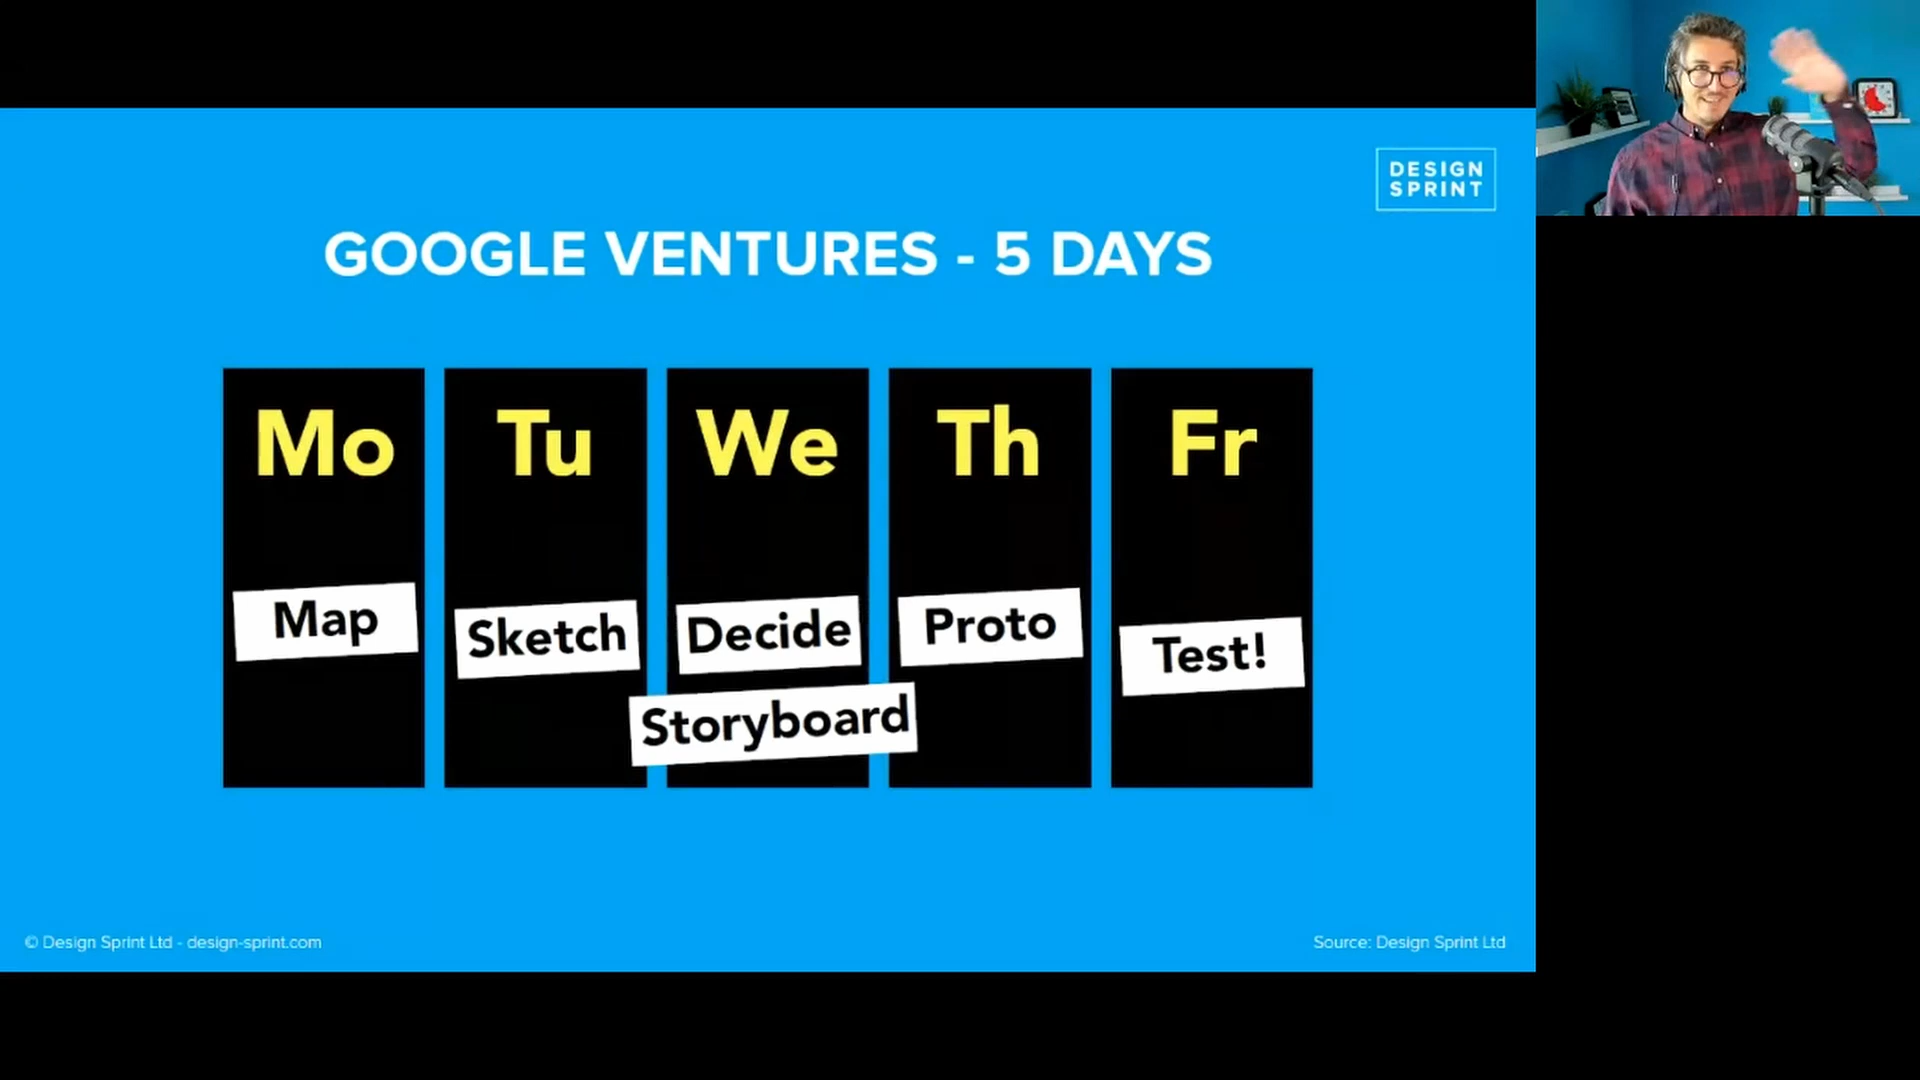 DESIGN
SPRINT
GOOGLE VENTURES - 5 DAYS
Mo Tu We Th Fr
Map Sketch Decide Proto Test!
Storyboard
© Design Sprint Ltd - design-sprint.com
Source: Design Sprint Ltd